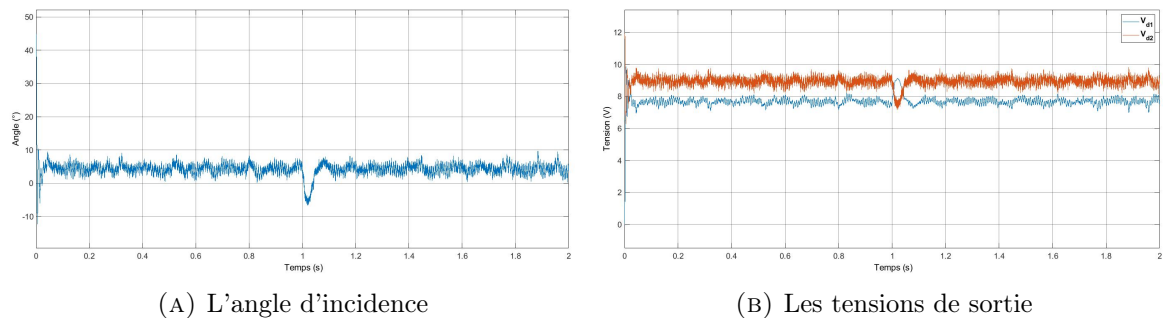 50
40
30
20
10
0
-10
Angle (°)
0 0.2 0.4 0.6 0.8 1 1.2 1.4 1.6 1.8 2
Temps (s)
(A) L'angle d'incidence
12
10
8
6
4
2
0
Tension (V)
V_d1
V_d2
0 0.2 0.4 0.6 0.8 1 1.2 1.4 1.6 1.8 2
Temps (s)
(B) Les tensions de sortie